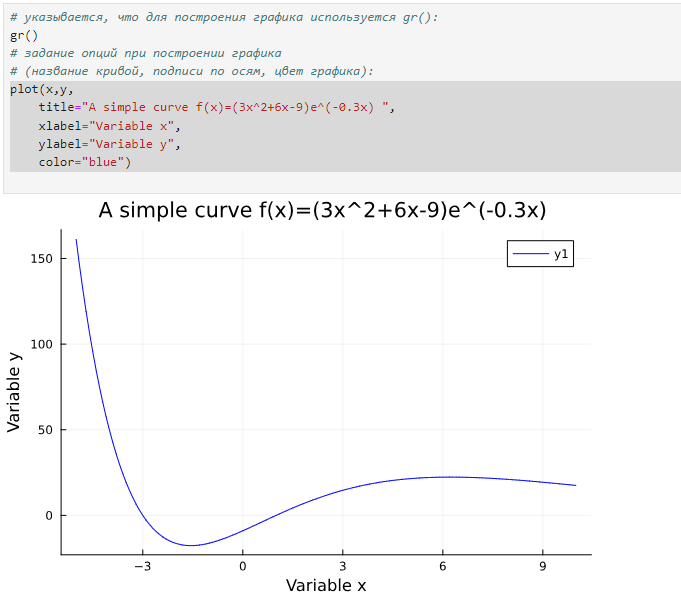 # указывается, что для построения графика используется gr():
gr()
# задание опций при построении графика
# (название кривой, подписи по осям, цвет графика):
plot(x,y,
    title="A simple curve f(x)=(3x^2+6x-9)e^(-0.3x) ",
    xlabel="Variable x",
    ylabel="Variable y",
    color="blue")
A simple curve f(x)=(3x^2+6x-9)e^(-0.3x)
y1
150
100
50
0
Variable y
−3 0 3 6 9
Variable x